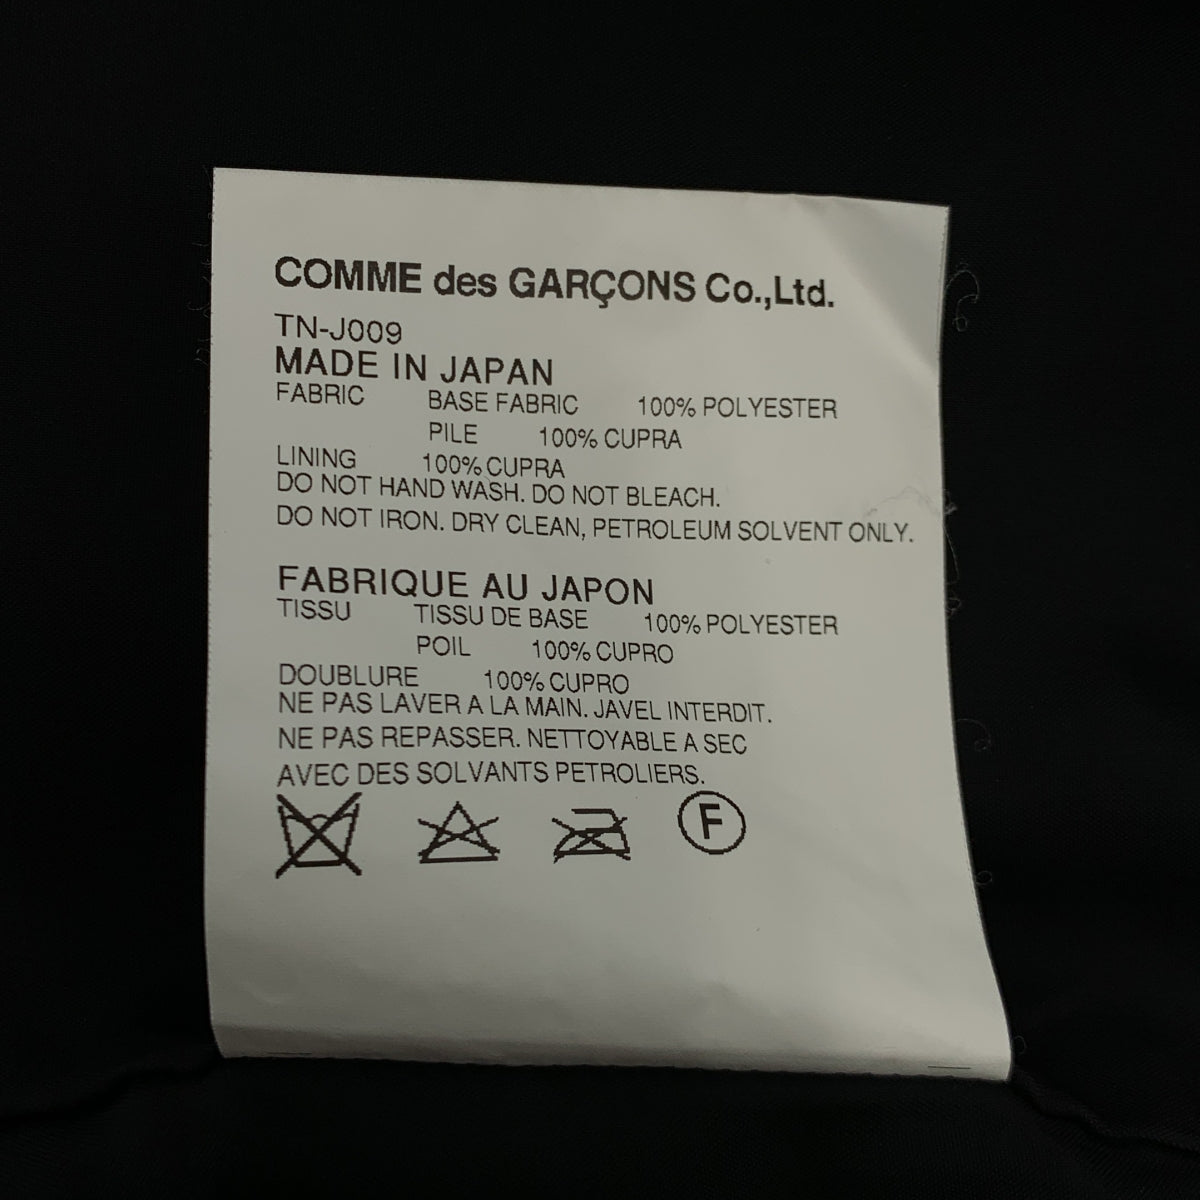 COMME des GARÇONS Co.,Ltd.
TN-J009
MADE IN JAPAN
FABRIC BASE FABRIC 100% POLYESTER
PILE 100% CUPRA
LINING 100% CUPRA
DO NOT HAND WASH. DO NOT BLEACH.
DO NOT IRON. DRY CLEAN, PETROLEUM SOLVENT ONLY.
FABRIQUE AU JAPON
TISSU TISSU DE BASE 100% POLYESTER
POIL 100% CUPRO
DOUBLURE 100% CUPRO
NE PAS LAVER A LA MAIN. JAVEL INTERDIT.
NE PAS REPASSER. NETTOYABLE A SEC
AVEC DES SOLVANTS PETROLIERS.
F